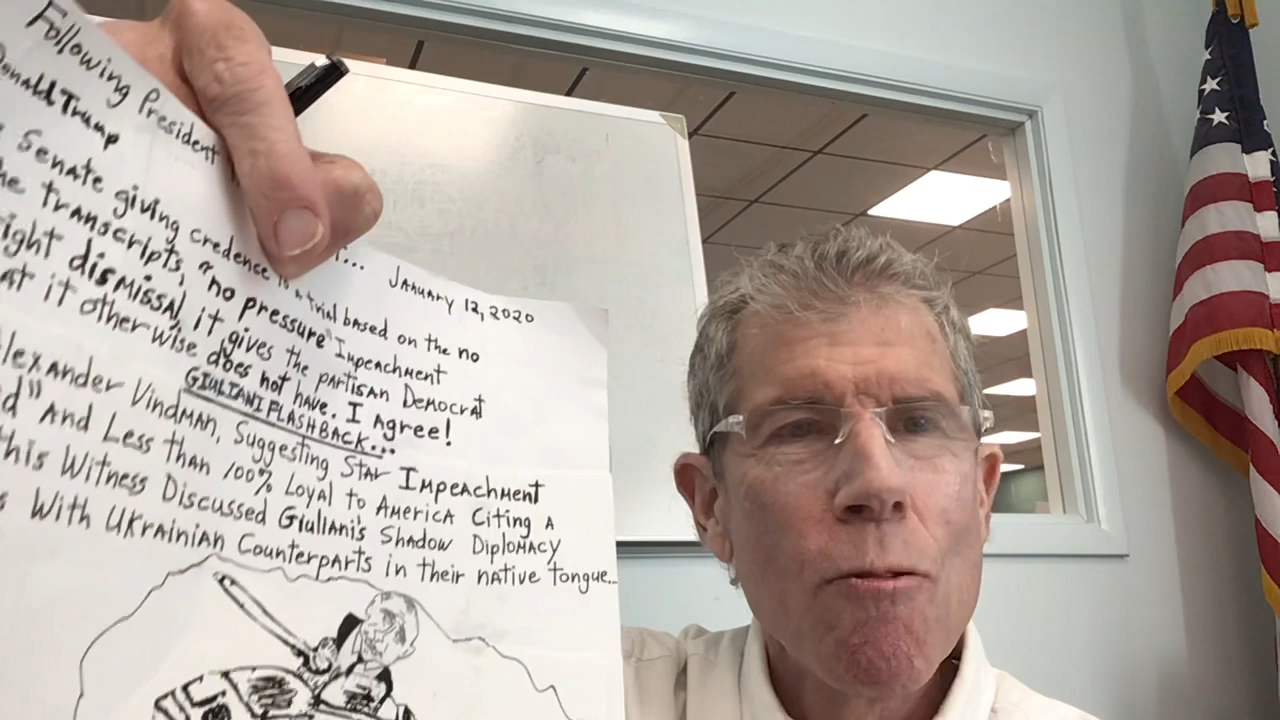 Following President
Donald Trump
January 12, 2020
Senate giving credence to a trial based on the no
transcripts, "no pressure" Impeachment
dismissal, it gives the partisan Democrat
it otherwise does not have. I Agree!
GIULIANI FLASHBACK...
Alexander Vindman, Suggesting Star Impeachment
And Less than 100% Loyal to America Citing A
this Witness Discussed Giuliani's Shadow Diplomacy
With Ukrainian Counterparts in their native tongue...